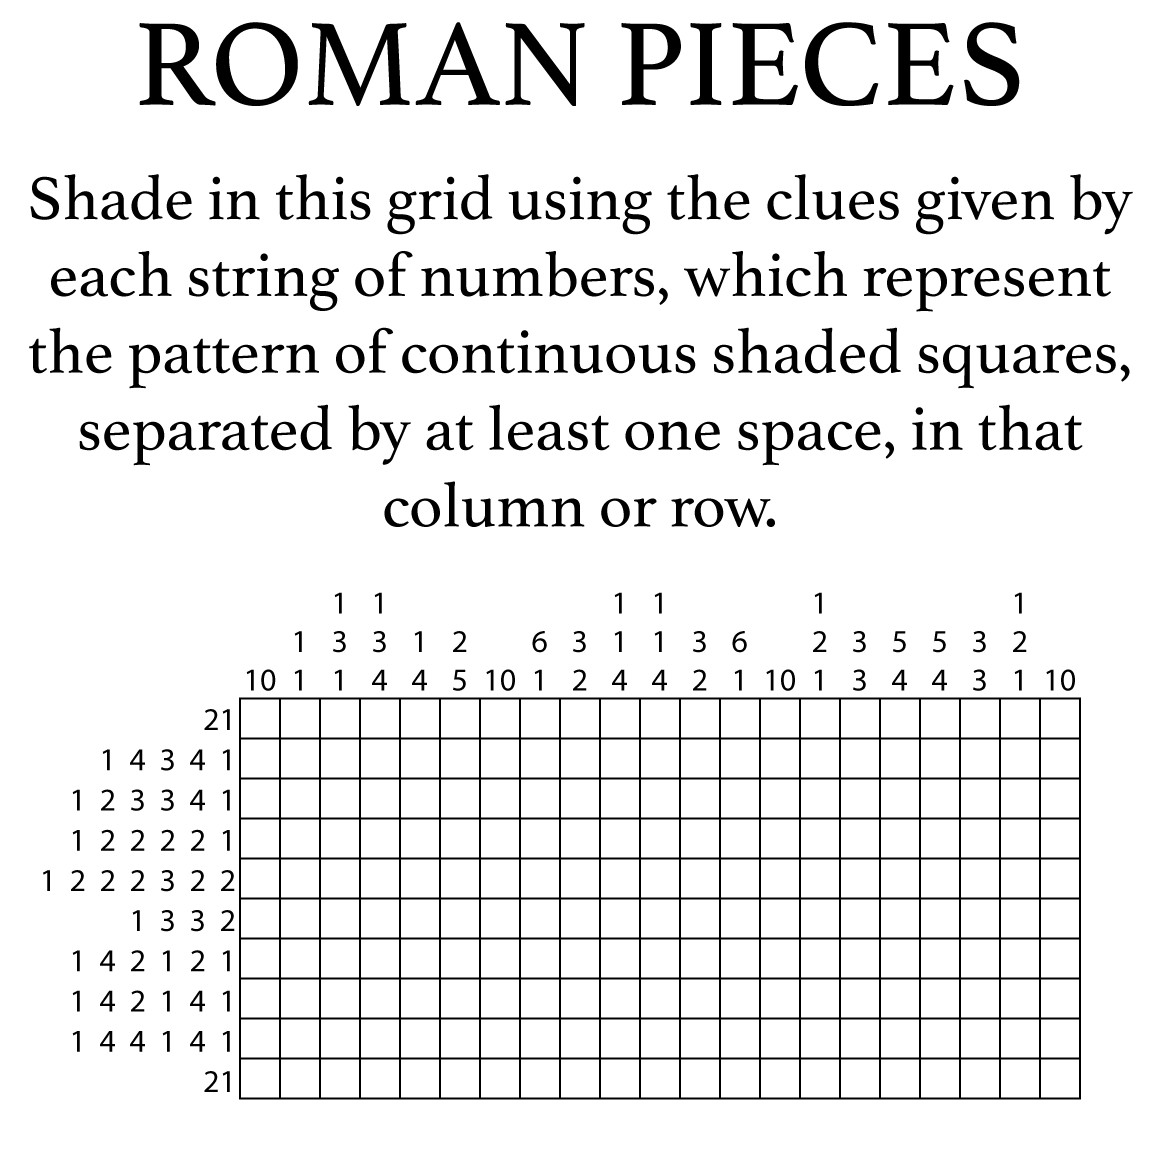 ROMAN PIECES
Shade in this grid using the clues given by
each string of numbers, which represent
the pattern of continuous shaded squares,
separated by at least one space, in that
column or row.
1 1 1 1 1 1
1 3 3 1 2 6 3 1 1 3 6 2 3 5 5 3 2
10 1 1 4 4 5 10 1 2 4 4 2 1 10 1 3 4 4 3 1 10
21
1 4 3 4 1
1 2 3 3 4 1
1 2 2 2 2 1
1 2 2 2 3 2 2
1 3 3 2
1 4 2 1 2 1
1 4 2 1 4 1
1 4 4 1 4 1
21